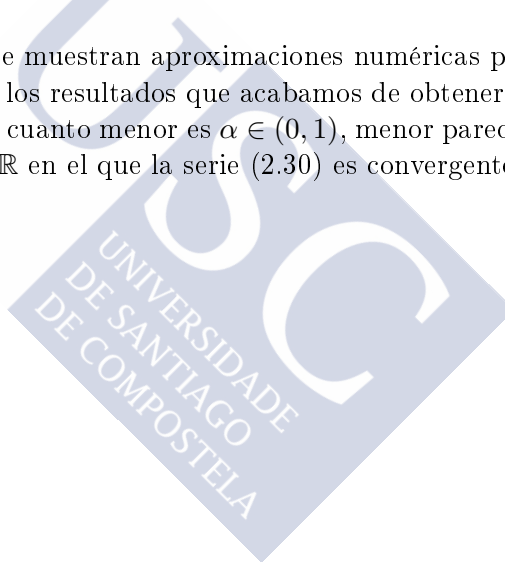 e muestran aproximaciones numéricas p
los resultados que acabamos de obtener
cuanto menor es α ∈ (0, 1), menor parec
ℝ en el que la serie (2.30) es convergente
USC
UNIVERSIDADE
DE SANTIAGO
DE COMPOSTELA